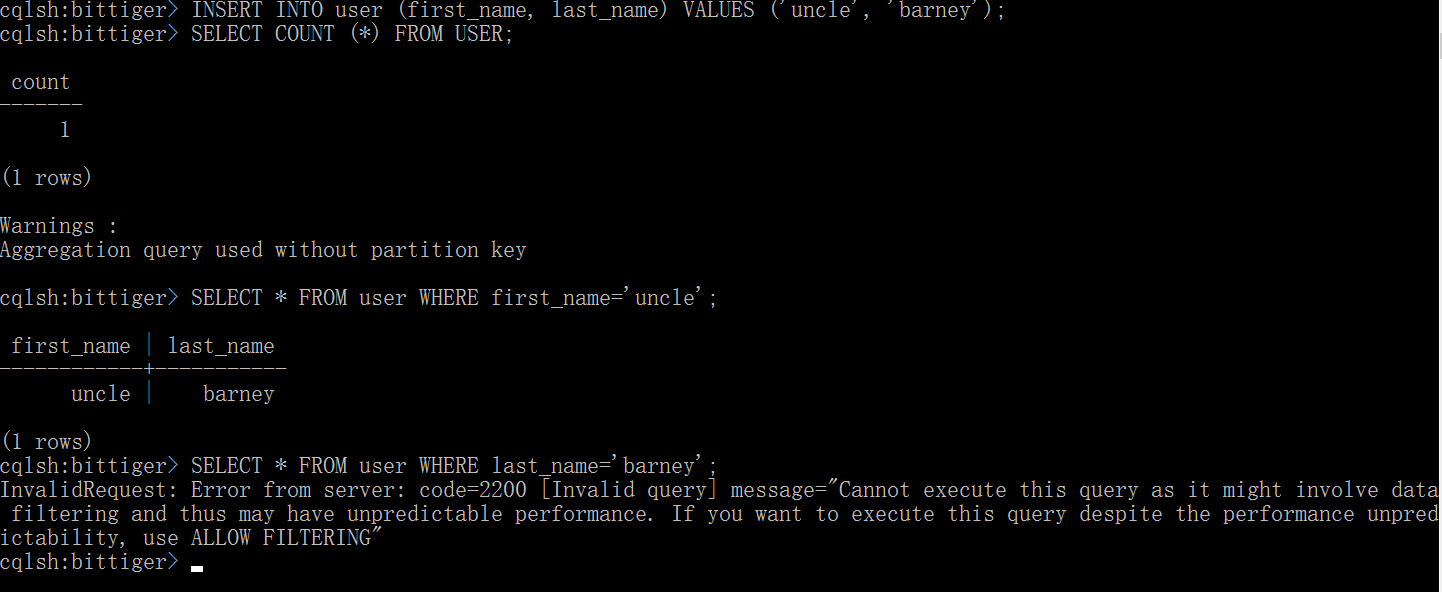 cqlsh:bittiger> INSERT INTO user (first_name, last_name) VALUES ('uncle', 'barney');
cqlsh:bittiger> SELECT COUNT (*) FROM USER;
count
-------
1
(1 rows)
Warnings :
Aggregation query used without partition key
cqlsh:bittiger> SELECT * FROM user WHERE first_name='uncle';
first_name | last_name
------------+-----------
uncle | barney
(1 rows)
cqlsh:bittiger> SELECT * FROM user WHERE last_name='barney';
InvalidRequest: Error from server: code=2200 [Invalid query] message="Cannot execute this query as it might involve data
filtering and thus may have unpredictable performance. If you want to execute this query despite the performance unpred
ictability, use ALLOW FILTERING"
cqlsh:bittiger>